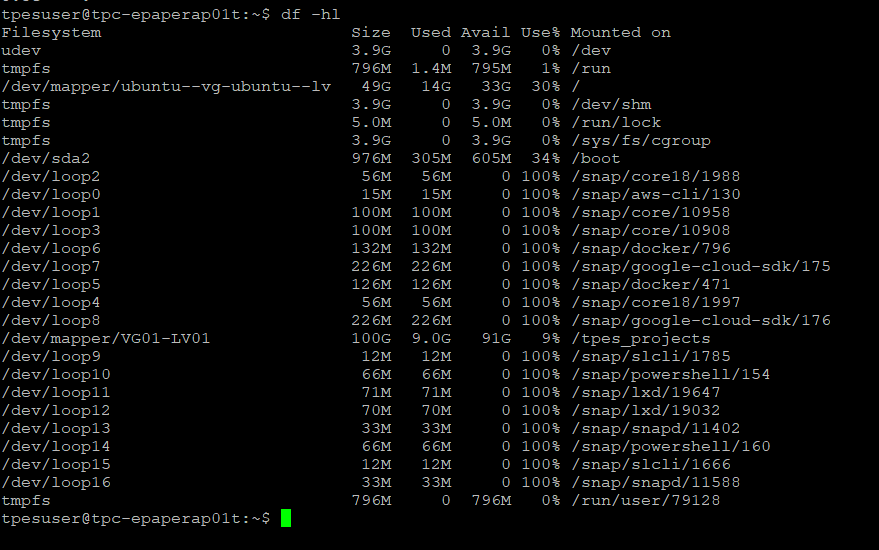 tpesuser@tpc-epaperap01t:~$ df -hl
Filesystem Size Used Avail Use% Mounted on
udev 3.9G 0 3.9G 0% /dev
tmpfs 796M 1.4M 795M 1% /run
/dev/mapper/ubuntu--vg-ubuntu--lv 49G 14G 33G 30% /
tmpfs 3.9G 0 3.9G 0% /dev/shm
tmpfs 5.0M 0 5.0M 0% /run/lock
tmpfs 3.9G 0 3.9G 0% /sys/fs/cgroup
/dev/sda2 976M 305M 605M 34% /boot
/dev/loop2 56M 56M 0 100% /snap/core18/1988
/dev/loop0 15M 15M 0 100% /snap/aws-cli/130
/dev/loop1 100M 100M 0 100% /snap/core/10958
/dev/loop3 100M 100M 0 100% /snap/core/10908
/dev/loop6 132M 132M 0 100% /snap/docker/796
/dev/loop7 226M 226M 0 100% /snap/google-cloud-sdk/175
/dev/loop5 126M 126M 0 100% /snap/docker/471
/dev/loop4 56M 56M 0 100% /snap/core18/1997
/dev/loop8 226M 226M 0 100% /snap/google-cloud-sdk/176
/dev/mapper/VG01-LV01 100G 9.0G 91G 9% /tpes_projects
/dev/loop9 12M 12M 0 100% /snap/slcli/1785
/dev/loop10 66M 66M 0 100% /snap/powershell/154
/dev/loop11 71M 71M 0 100% /snap/lxd/19647
/dev/loop12 70M 70M 0 100% /snap/lxd/19032
/dev/loop13 33M 33M 0 100% /snap/snapd/11402
/dev/loop14 66M 66M 0 100% /snap/powershell/160
/dev/loop15 12M 12M 0 100% /snap/slcli/1666
/dev/loop16 33M 33M 0 100% /snap/snapd/11588
tmpfs 796M 0 796M 0% /run/user/79128
tpesuser@tpc-epaperap01t:~$